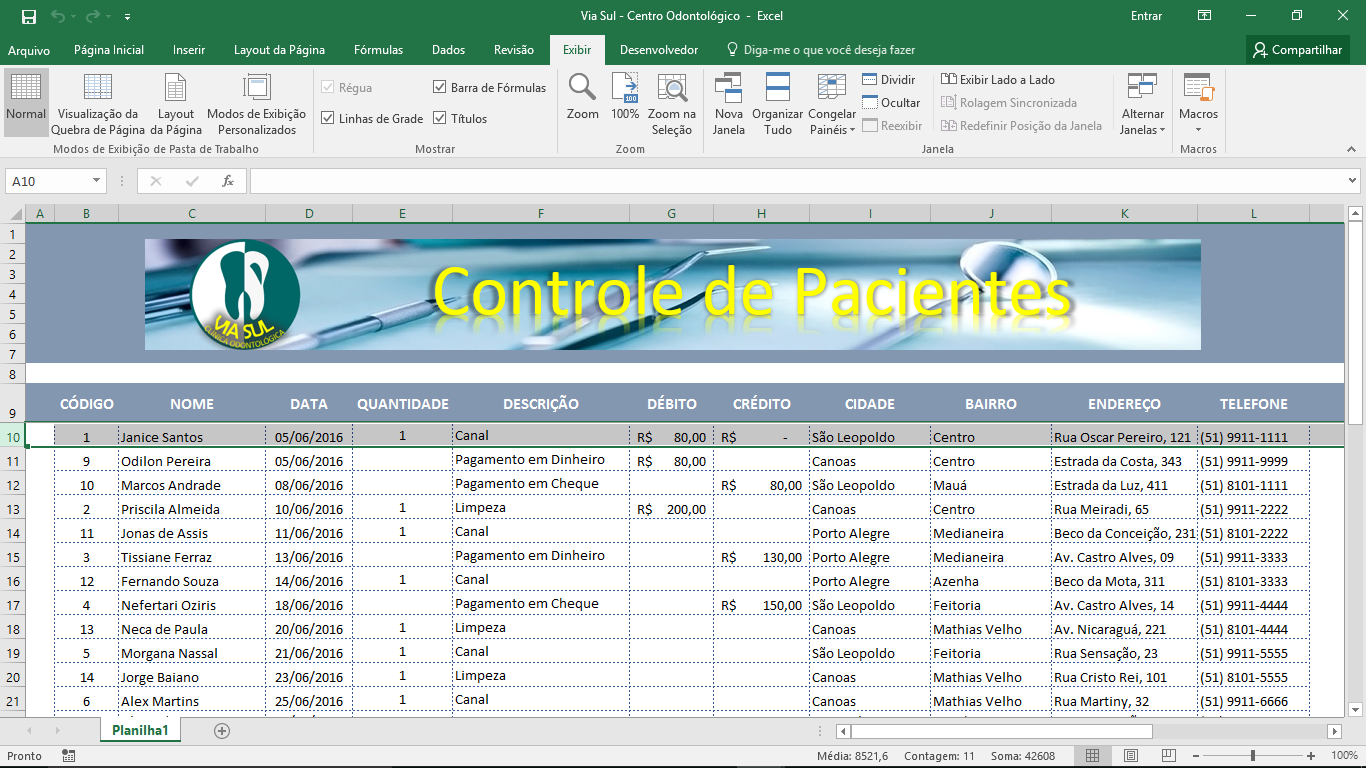 Via Sul - Centro Odontológico - Excel
Entrar
Arquivo Página Inicial Inserir Layout da Página Fórmulas Dados Revisão Exibir Desenvolvedor Diga-me o que você deseja fazer Compartilhar
Normal
Visualização da Quebra de Página
Layout da Página
Modos de Exibição Personalizados
Modos de Exibição de Pasta de Trabalho
Régua
Barra de Fórmulas
Linhas de Grade
Títulos
Mostrar
Zoom
100
100%
Zoom na Seleção
Zoom
Nova Janela
Organizar Tudo
Congelar Painéis
Dividir
Ocultar
Reexibir
Exibir Lado a Lado
Rolagem Sincronizada
Redefinir Posição da Janela
Alternar Janelas
Janela
Macros
Macros
A10
fx
A B C D E F G H I J K L
1
2
3
4
5
6
7
8
VIA SUL
CLÍNICA ODONTOLÓGICA
Controle de Pacientes
9 CÓDIGO NOME DATA QUANTIDADE DESCRIÇÃO DÉBITO CRÉDITO CIDADE BAIRRO ENDEREÇO TELEFONE
10 1 Janice Santos 05/06/2016 1 Canal R$ 80,00 R$ - São Leopoldo Centro Rua Oscar Pereiro, 121 (51) 9911-1111
11 9 Odilon Pereira 05/06/2016 Pagamento em Dinheiro R$ 80,00 Canoas Centro Estrada da Costa, 343 (51) 9911-9999
12 10 Marcos Andrade 08/06/2016 Pagamento em Cheque R$ 80,00 São Leopoldo Mauá Estrada da Luz, 411 (51) 8101-1111
13 2 Priscila Almeida 10/06/2016 1 Limpeza R$ 200,00 Canoas Centro Rua Meiradi, 65 (51) 9911-2222
14 11 Jonas de Assis 11/06/2016 1 Canal Porto Alegre Medianeira Beco da Conceição, 231 (51) 8101-2222
15 3 Tissiane Ferraz 13/06/2016 Pagamento em Dinheiro R$ 130,00 Porto Alegre Medianeira Av. Castro Alves, 09 (51) 9911-3333
16 12 Fernando Souza 14/06/2016 1 Canal Porto Alegre Azenha Beco da Mota, 311 (51) 8101-3333
17 4 Nefertari Oziris 18/06/2016 Pagamento em Cheque R$ 150,00 São Leopoldo Feitoria Av. Castro Alves, 14 (51) 9911-4444
18 13 Neca de Paula 20/06/2016 1 Limpeza Canoas Mathias Velho Av. Nicaraguá, 221 (51) 8101-4444
19 5 Morgana Nassal 21/06/2016 1 Canal São Leopoldo Feitoria Rua Sensação, 23 (51) 9911-5555
20 14 Jorge Baiano 23/06/2016 1 Limpeza Canoas Mathias Velho Rua Cristo Rei, 101 (51) 8101-5555
21 6 Alex Martins 25/06/2016 1 Canal Canoas Mathias Velho Rua Martiny, 32 (51) 9911-6666
Planilha1
Pronto
Média: 8521,6 Contagem: 11 Soma: 42608
100%